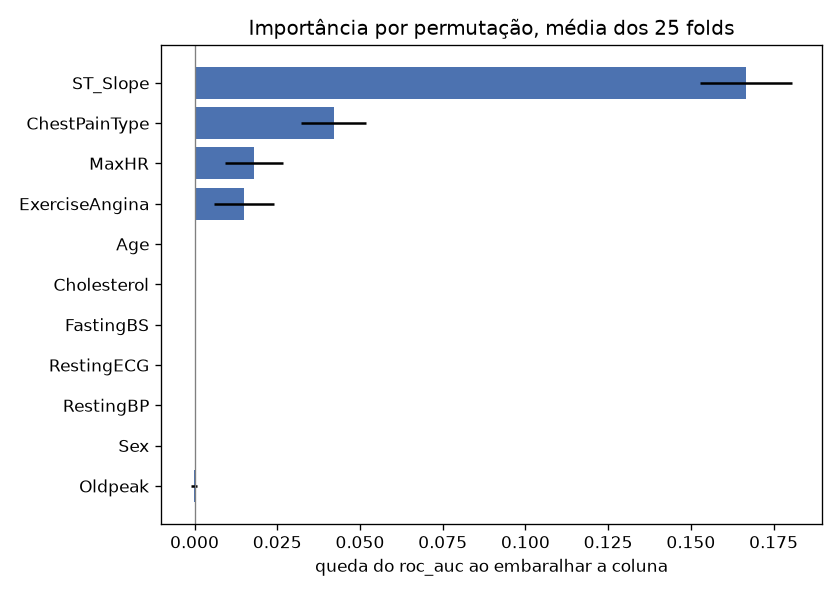 Importância por permutação, média dos 25 folds
ST_Slope
ChestPainType
MaxHR
ExerciseAngina
Age
Cholesterol
FastingBS
RestingECG
RestingBP
Sex
Oldpeak
0.000 0.025 0.050 0.075 0.100 0.125 0.150 0.175
queda do roc_auc ao embaralhar a coluna